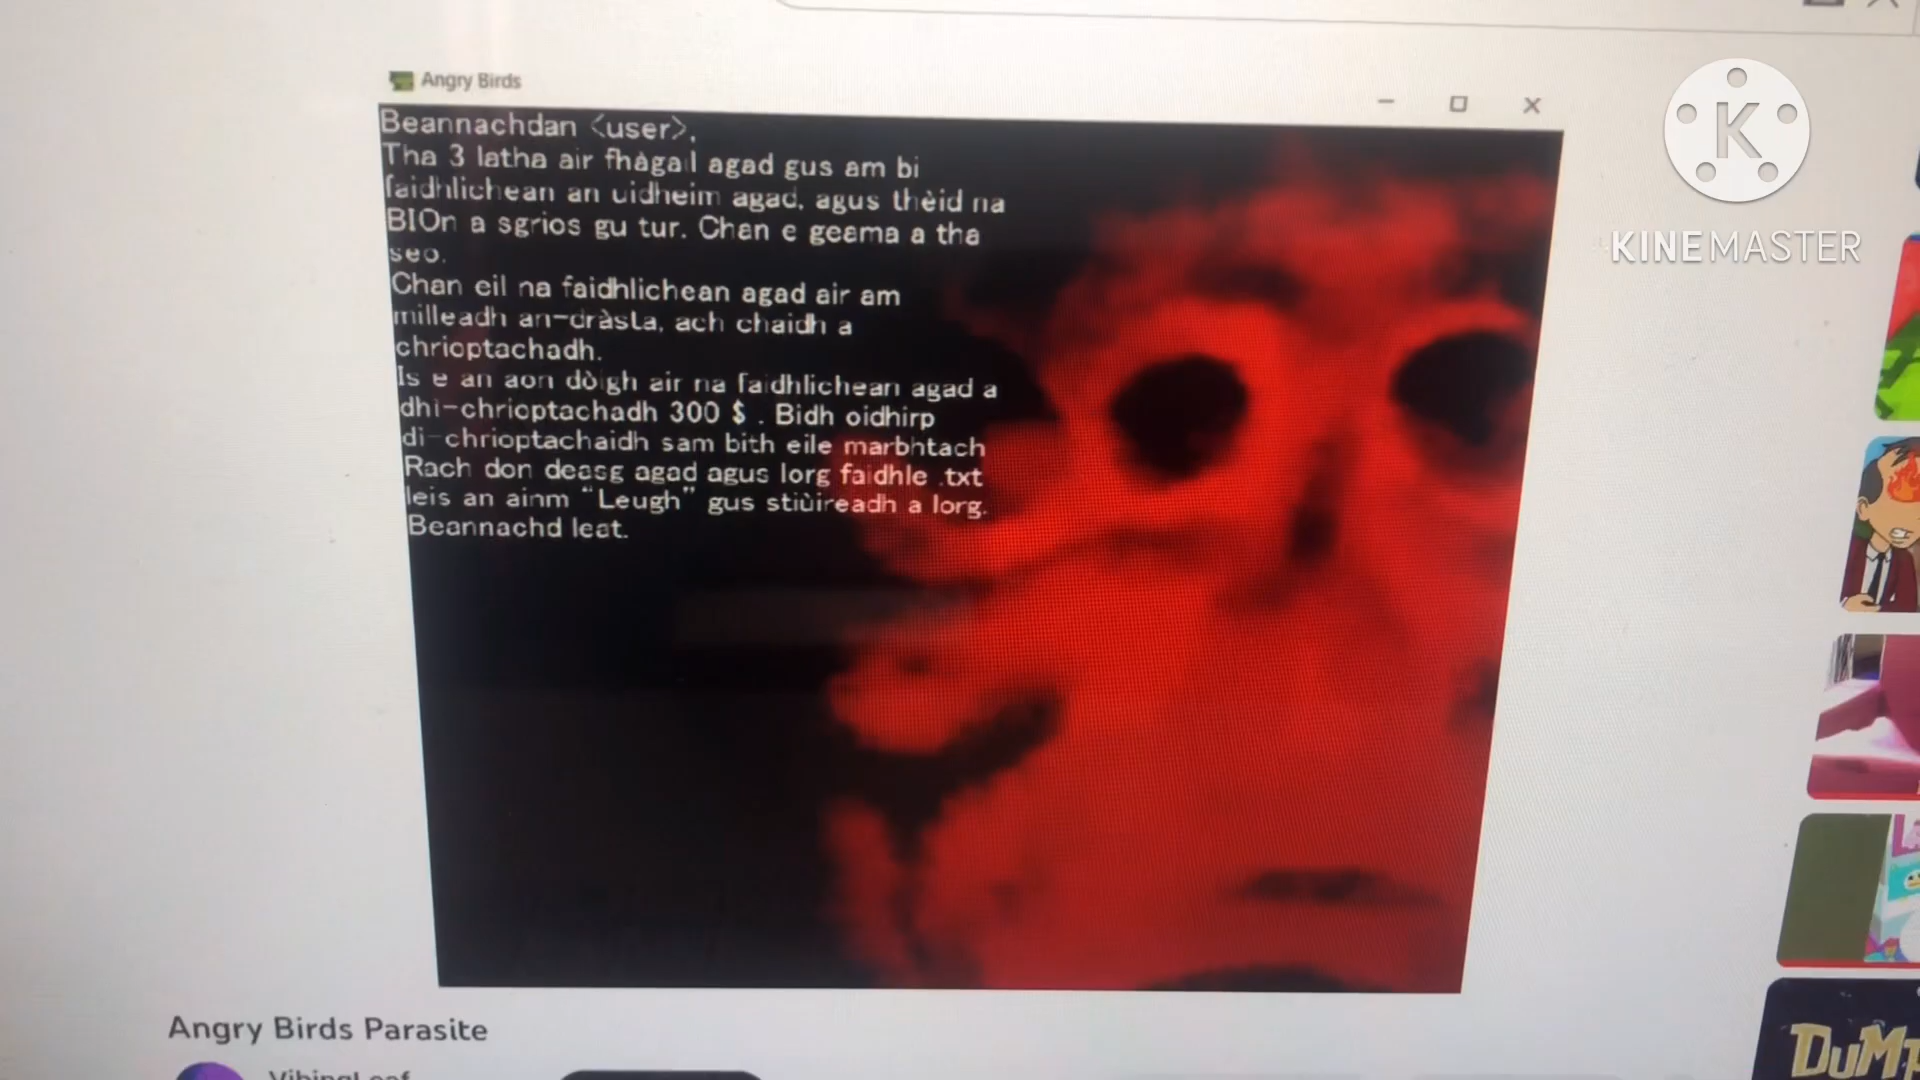 Angry Birds
Beannachdan <user>,
Tha 3 latha air fhàgail agad gus am bi
faidhlichean an uidheim agad, agus thèid na
BIOn a sgrios gu tur. Chan e geama a tha
seo.
Chan eil na faidhlichean agad air am
milleadh an-dràsta, ach chaidh a
chrioptachadh.
Is e an aon dòigh air na faidhlichean agad a
dhì-chrioptachadh 300 $ . Bidh oidhirp
di-chrioptachaidh sam bith eile marbhtach
Rach don deasg agad agus lorg faidhle .txt
leis an ainm “Leugh” gus stiùireadh a lorg.
Beannachd leat.
K
KINEMASTER
Angry Birds Parasite
VibingLeaf